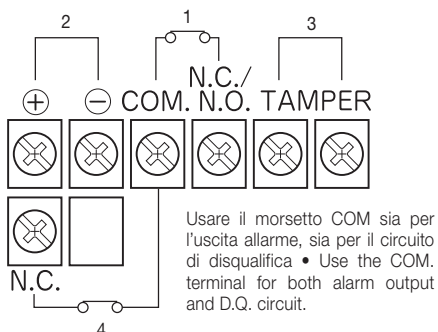 2 1 3
N.C./
⊕ ⊖ COM. N.O. TAMPER
Usare il morsetto COM sia per
l'uscita allarme, sia per il circuito
di disqualifica • Use the COM.
terminal for both alarm output
and D.Q. circuit.
N.C.
4